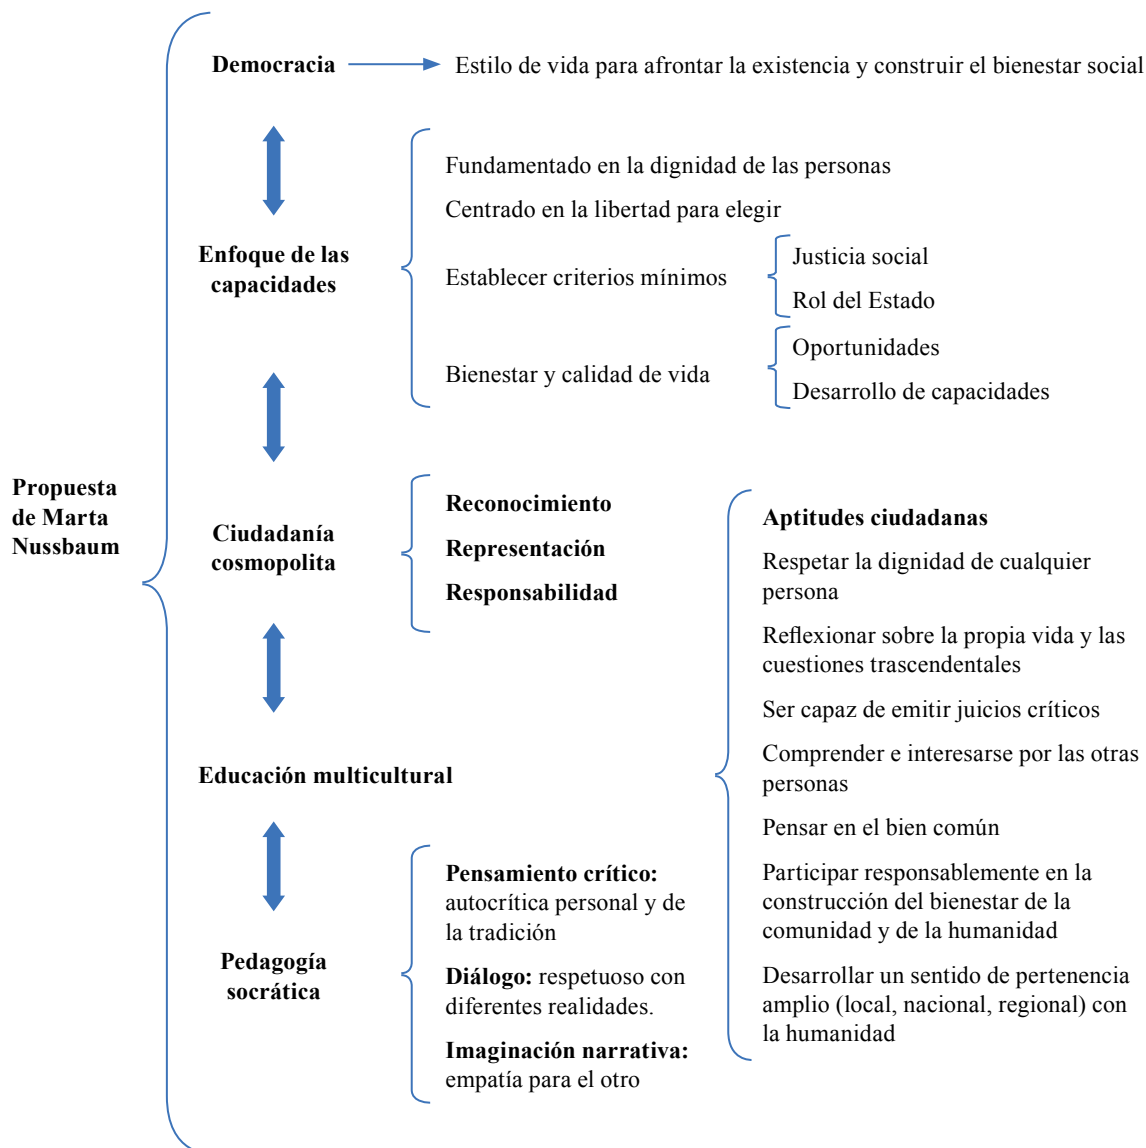 Propuesta
de Marta
Nussbaum
Democracia
Estilo de vida para afrontar la existencia y construir el bienestar social
Enfoque de las
capacidades
Fundamentado en la dignidad de las personas
Centrado en la libertad para elegir
Establecer criterios mínimos
Justicia social
Rol del Estado
Bienestar y calidad de vida
Oportunidades
Desarrollo de capacidades
Ciudadanía
cosmopolita
Reconocimiento
Representación
Responsabilidad
Educación multicultural
Pedagogía
socrática
Pensamiento crítico:
autocrítica personal y de
la tradición
Diálogo: respetuoso con
diferentes realidades.
Imaginación narrativa:
empatía para el otro
Aptitudes ciudadanas
Respetar la dignidad de cualquier
persona
Reflexionar sobre la propia vida y las
cuestiones trascendentales
Ser capaz de emitir juicios críticos
Comprender e interesarse por las otras
personas
Pensar en el bien común
Participar responsablemente en la
construcción del bienestar de la
comunidad y de la humanidad
Desarrollar un sentido de pertenencia
amplio (local, nacional, regional) con
la humanidad